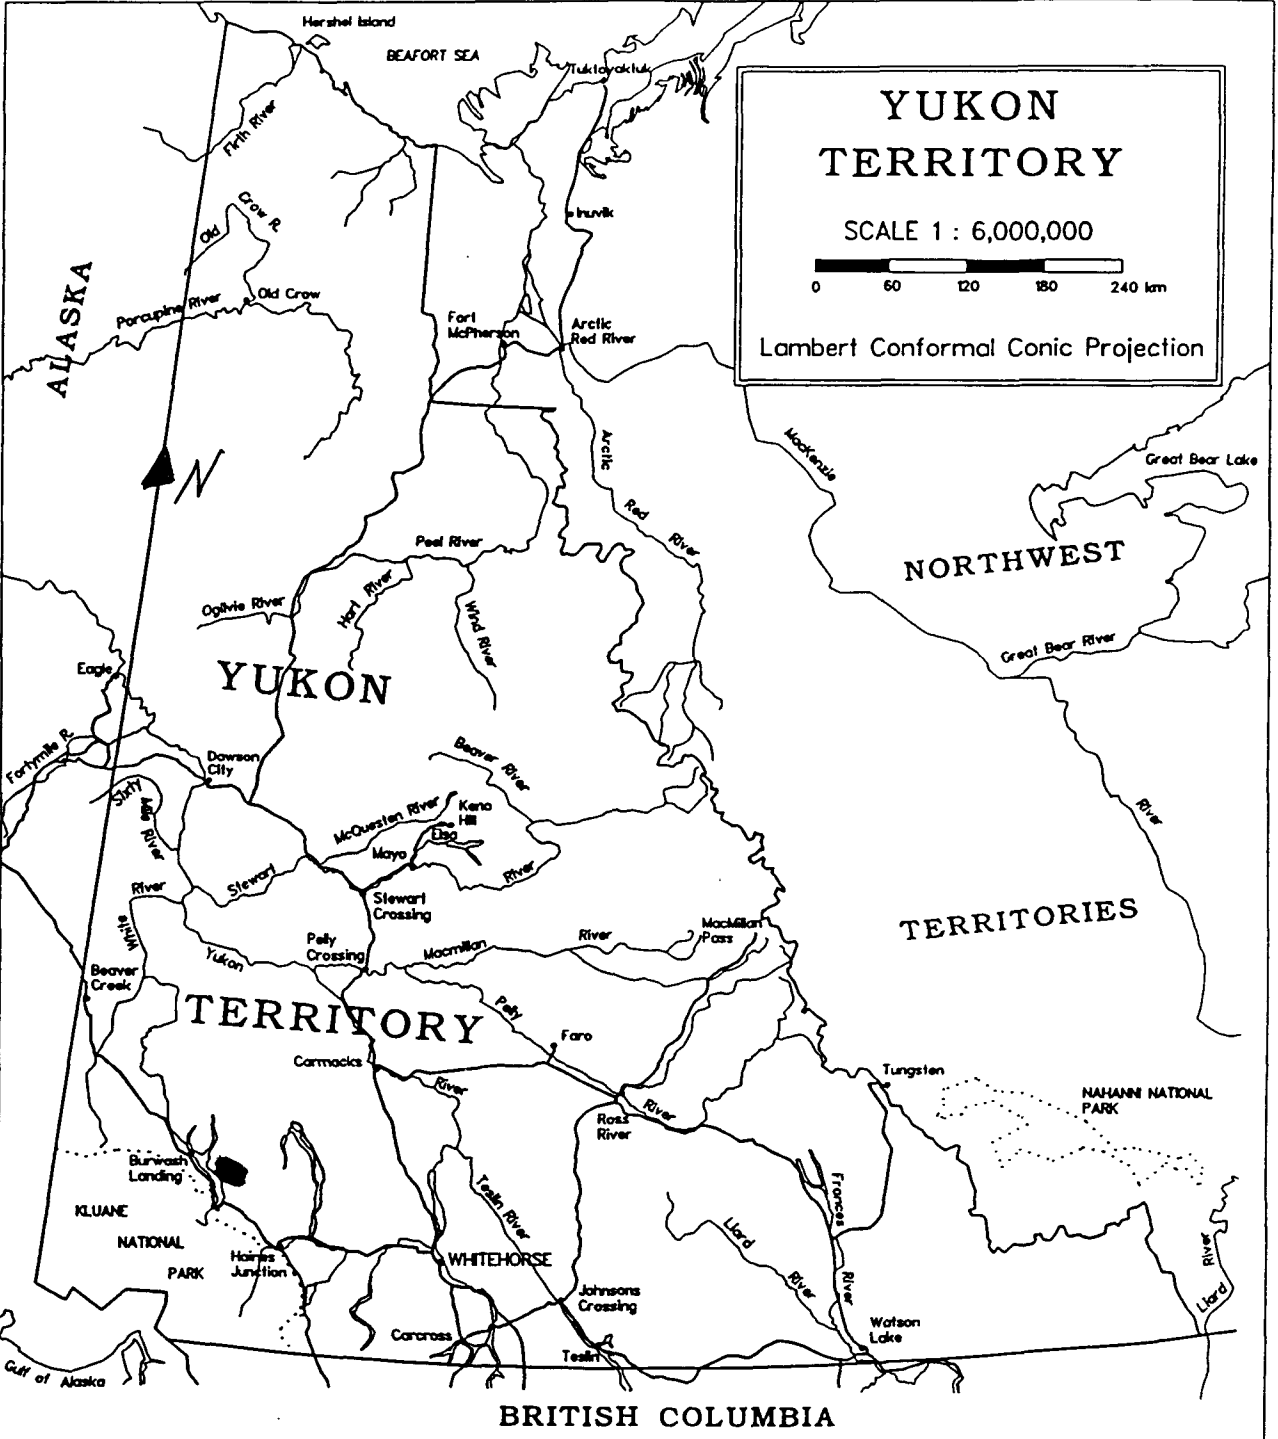 Hershel Island
BEAFORT SEA
Tuktoyaktuk
YUKON
TERRITORY
SCALE 1 : 6,000,000
0 60 120 180 240 km
Lambert Conformal Conic Projection
Firth River
Inuvik
Old Crow R.
Old Crow
Porcupine River
ALASKA
Fort
McPherson
Arctic
Red River
N
MacKenzie
Great Bear Lake
Arctic Red River
NORTHWEST
Peel River
Hart River
Ogilvie River
Wind River
Great Bear River
Eagle
YUKON
Fortymile R.
Dawson
City
Beaver River
Sixty Mile River
McQuesten River
Keno
Hill
Elsa
Mayo
River
River
Stewart
River
Stewart
Crossing
White
TERRITORIES
MacMillan
Pass
Pelly
Crossing
Macmillan
River
Yukon
Beaver
Creek
TERRITORY
Pelly
Faro
Carmacks
River
Tungsten
NAHANNI NATIONAL
PARK
River
Ross
River
Burwash
Landing
Teslin River
Frances
KLUANE
NATIONAL
PARK
Haines
Junction
WHITEHORSE
Liard
River
River
River
Liard
Johnsons
Crossing
Watson
Lake
Carcross
Teslin
Gulf of Alaska
BRITISH COLUMBIA